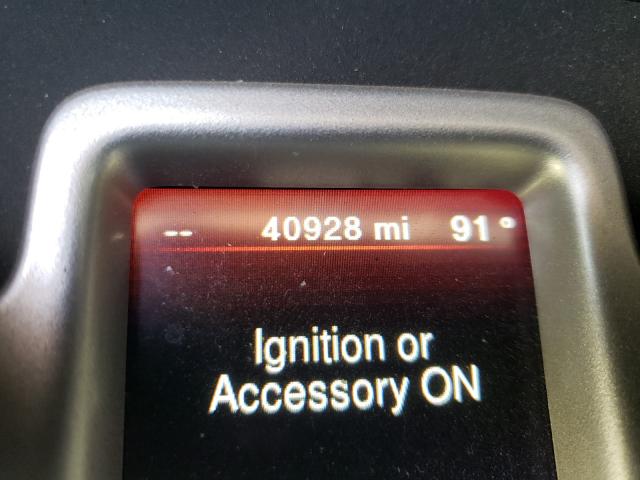 -- 40928 mi 91°
Ignition or
Accessory ON